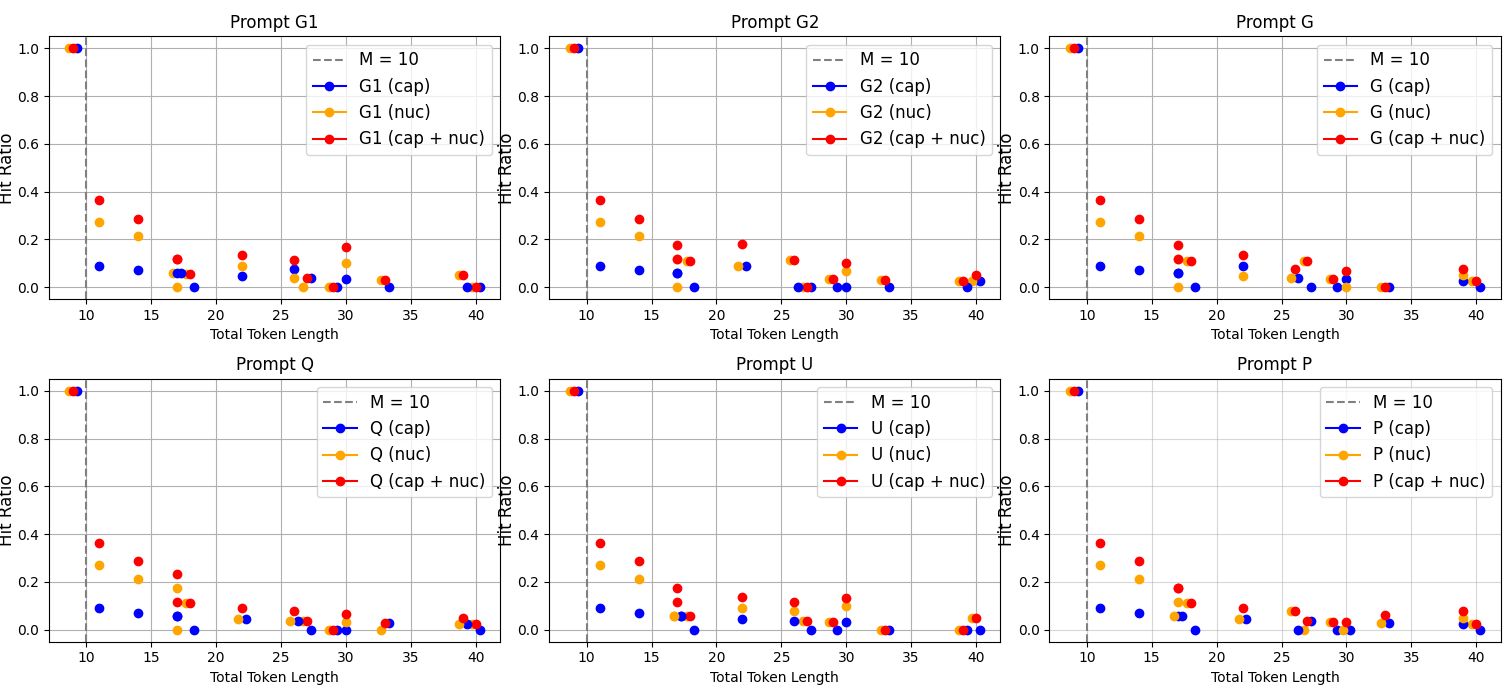 Prompt G1
Hit Ratio
1.0
0.8
0.6
0.4
0.2
0.0
M = 10
G1 (cap)
G1 (nuc)
G1 (cap + nuc)
10 15 20 25 30 35 40
Total Token Length
Prompt G2
Hit Ratio
1.0
0.8
0.6
0.4
0.2
0.0
M = 10
G2 (cap)
G2 (nuc)
G2 (cap + nuc)
10 15 20 25 30 35 40
Total Token Length
Prompt G
Hit Ratio
1.0
0.8
0.6
0.4
0.2
0.0
M = 10
G (cap)
G (nuc)
G (cap + nuc)
10 15 20 25 30 35 40
Total Token Length
Prompt Q
Hit Ratio
1.0
0.8
0.6
0.4
0.2
0.0
M = 10
Q (cap)
Q (nuc)
Q (cap + nuc)
10 15 20 25 30 35 40
Total Token Length
Prompt U
Hit Ratio
1.0
0.8
0.6
0.4
0.2
0.0
M = 10
U (cap)
U (nuc)
U (cap + nuc)
10 15 20 25 30 35 40
Total Token Length
Prompt P
Hit Ratio
1.0
0.8
0.6
0.4
0.2
0.0
M = 10
P (cap)
P (nuc)
P (cap + nuc)
10 15 20 25 30 35 40
Total Token Length